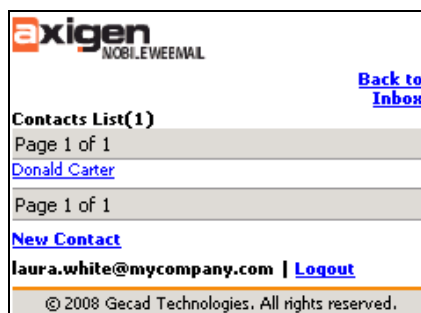 axigen
MOBILEWEBMAIL
Back to
Inbox
Contacts List(1)
Page 1 of 1
Donald Carter
Page 1 of 1
New Contact
laura.white@mycompany.com | Logout
© 2008 Gecad Technologies. All rights reserved.